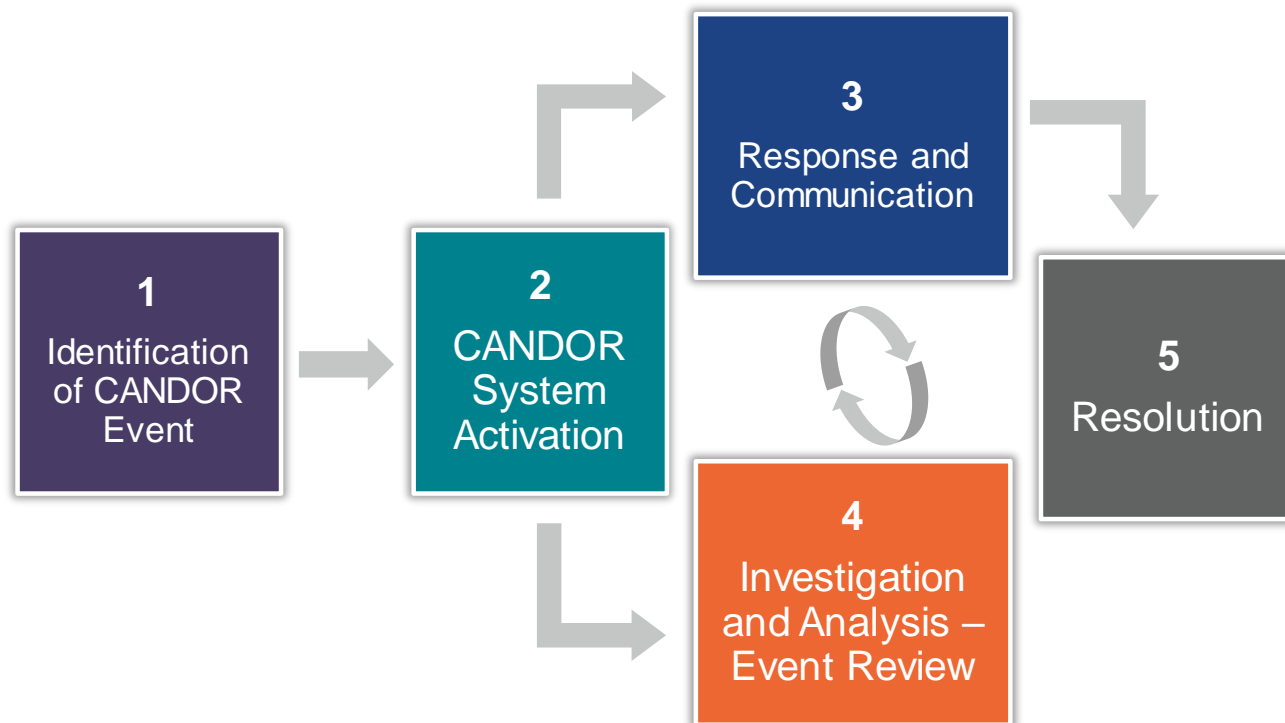 1
Identification
of CANDOR
Event
2
CANDOR
System
Activation
3
Response and
Communication
4
Investigation
and Analysis –
Event Review
5
Resolution